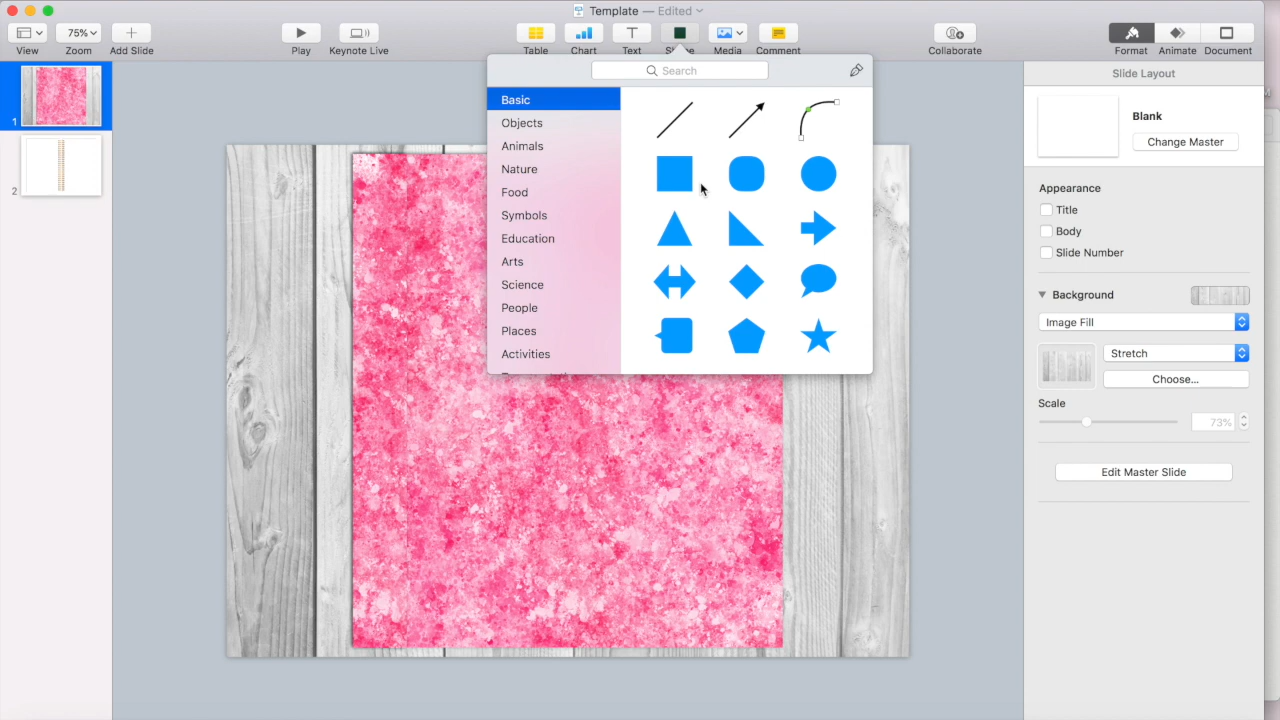 Template — Edited
75%
View
Zoom
Add Slide
Play
Keynote Live
Table
Chart
Text
Media
Comment
Collaborate
Format
Animate
Document
Search
Basic
Objects
Animals
Nature
Food
Symbols
Education
Arts
Science
People
Places
Activities
1
2
Slide Layout
Blank
Change Master
Appearance
Title
Body
Slide Number
Background
Image Fill
Stretch
Choose...
Scale
73%
Edit Master Slide